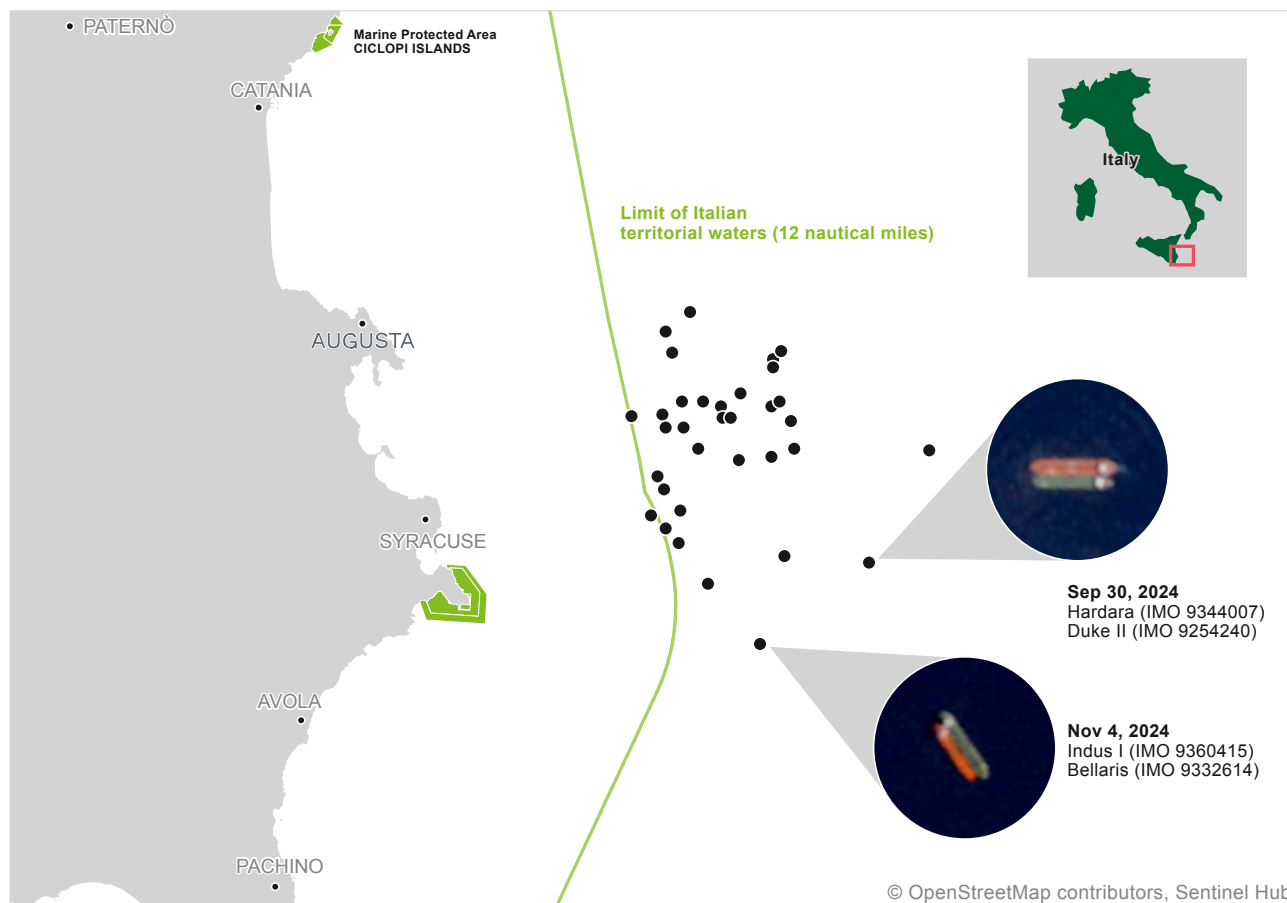 PATERNÒ
Marine Protected Area
CICLOPI ISLANDS
CATANIA
Italy
Limit of Italian
territorial waters (12 nautical miles)
AUGUSTA
SYRACUSE
Sep 30, 2024
Hardara (IMO 9344007)
Duke II (IMO 9254240)
AVOLA
Nov 4, 2024
Indus I (IMO 9360415)
Bellaris (IMO 9332614)
PACHINO
© OpenStreetMap contributors, Sentinel Hub